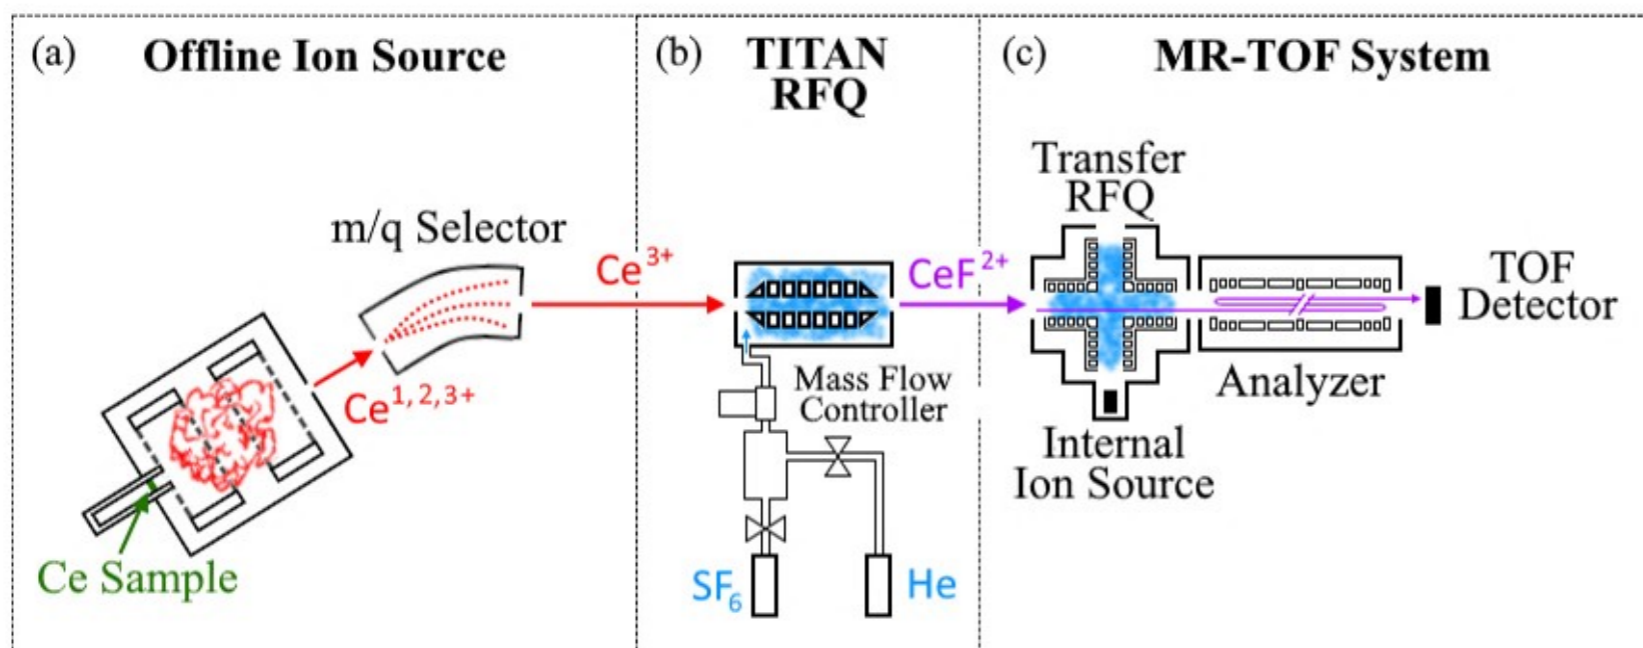 (a) Offline Ion Source
m/q Selector
Ce¹,²,³⁺
Ce Sample
Ce³⁺
(b) TITAN
RFQ
Mass Flow
Controller
SF₆
He
CeF²⁺
(c) MR-TOF System
Transfer
RFQ
Internal
Ion Source
Analyzer
TOF
Detector